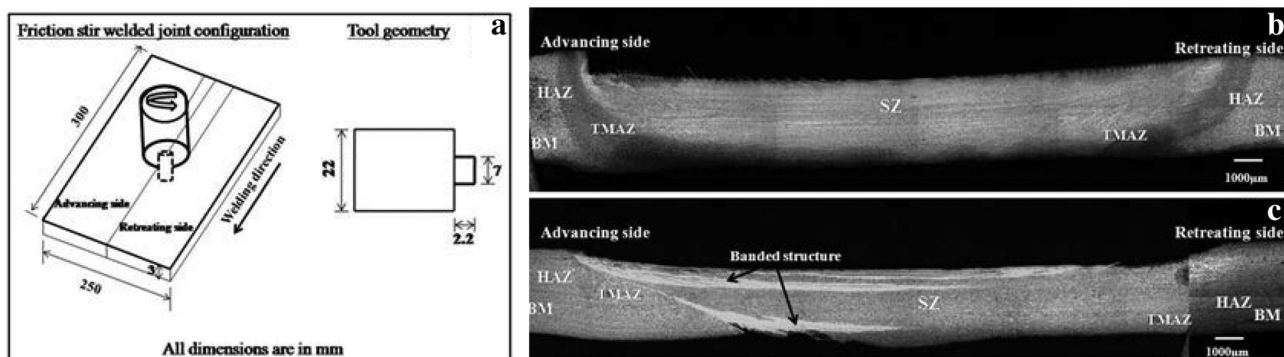 Friction stir welded joint configuration
Tool geometry
a
300
Advancing side
Retreating side
Welding direction
3
250
22
7
2.2
All dimensions are in mm
b
Advancing side
Retreating side
HAZ
SZ
HAZ
TMAZ
TMAZ
BM
BM
1000µm
c
Advancing side
Retreating side
Banded structure
HAZ
TMAZ
SZ
HAZ
BM
TMAZ
BM
1000µm